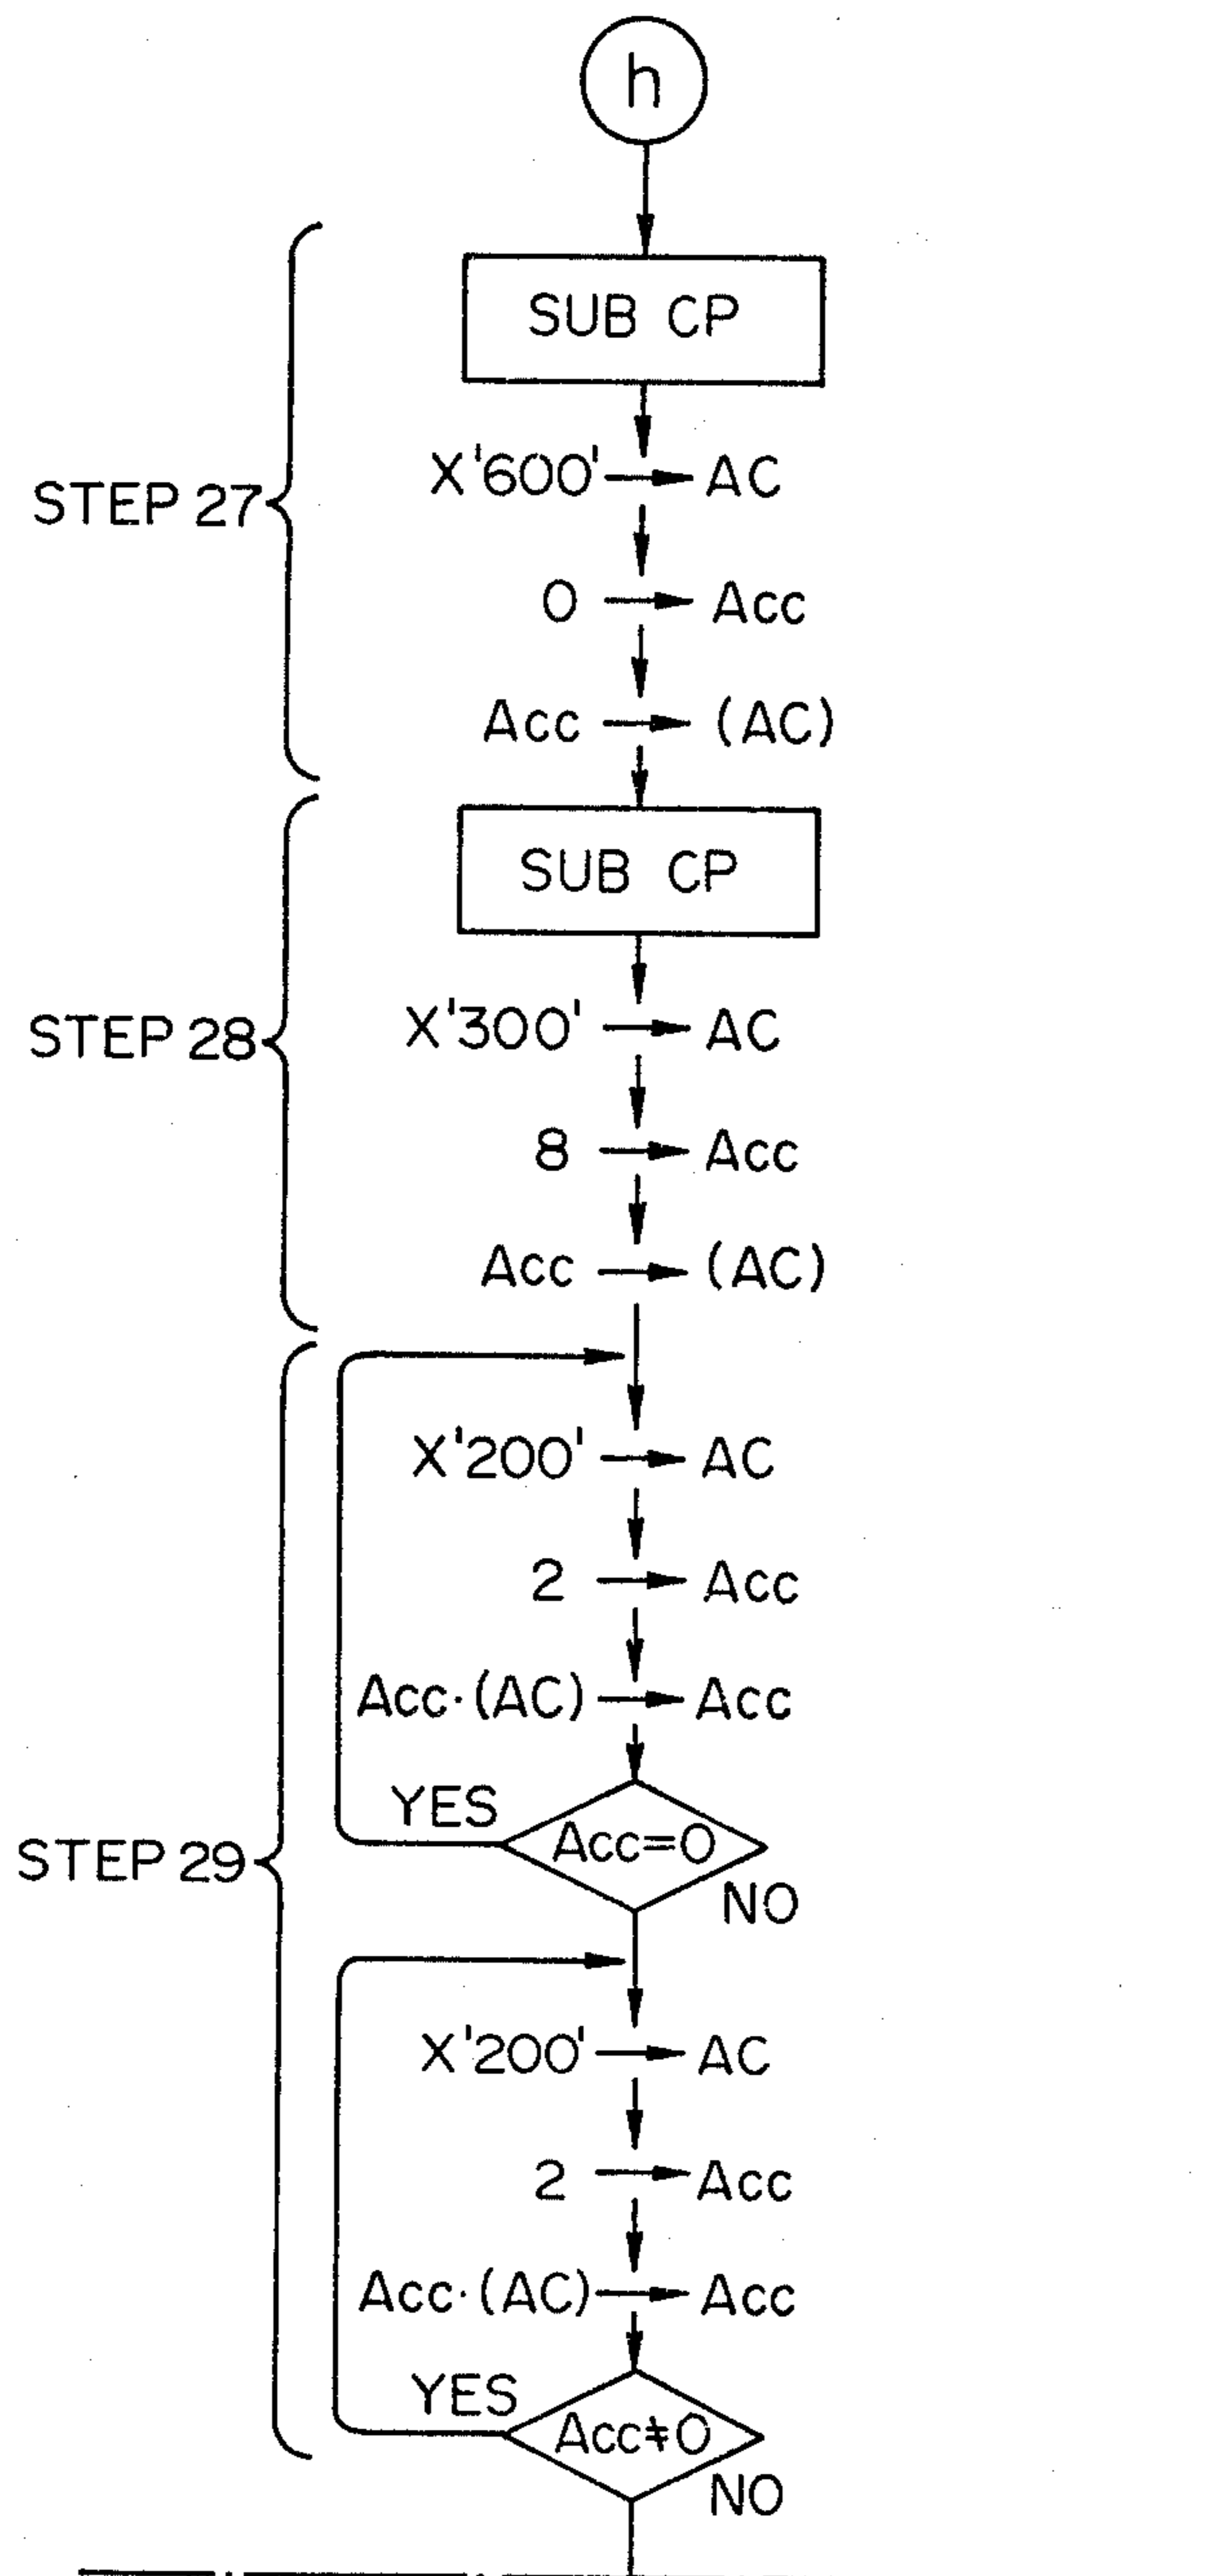 h
SUB CP
X'600' → AC
STEP 27
0 → Acc
Acc → (AC)
SUB CP
X'300' → AC
STEP 28
8 → Acc
Acc → (AC)
X'200' → AC
2 → Acc
Acc·(AC) → Acc
YES
Acc=0
STEP 29
NO
X'200' → AC
2 → Acc
Acc·(AC) → Acc
YES
Acc≠0
NO